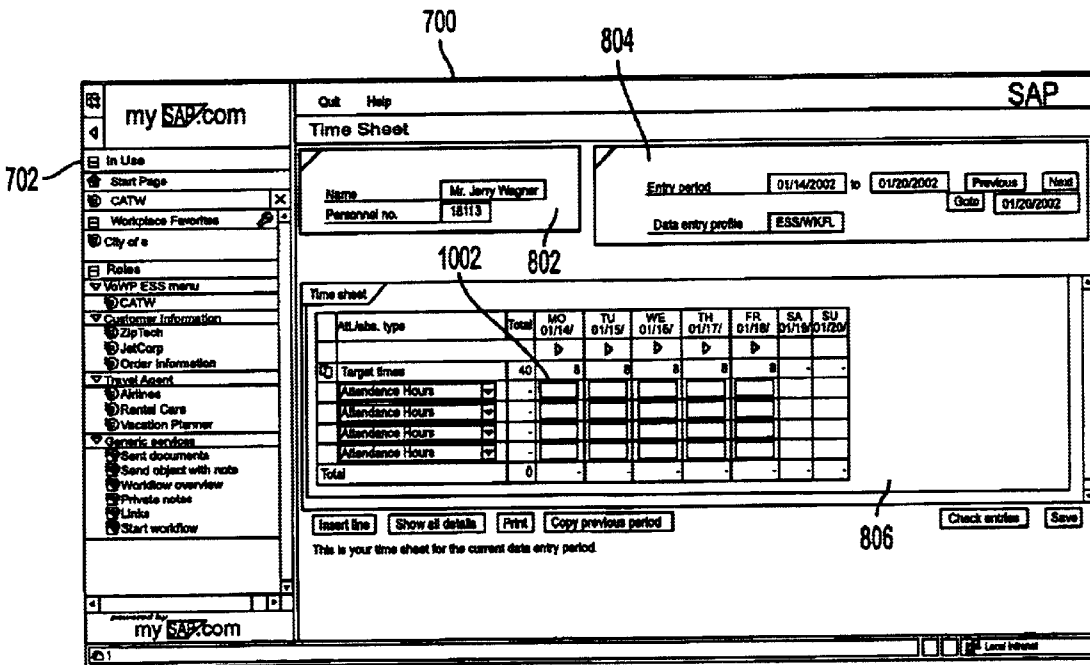 700
804
702
my SAP.com
In Use
Start Page
CATW
Workplace Favorites
City of e
Roles
VoWP ESS menu
CATW
Customer Information
ZipTech
JetCorp
Order Information
Travel Agent
Airlines
Rental Cars
Vacation Planner
Generic services
Sent documents
Send object with note
Workflow overview
Private notes
Links
Start workflow
powered by
my SAP.com
1
Quit Help SAP
Time Sheet
Name Mr. Jerry Wagner
Personnel no. 18113
802
Entry period 01/14/2002 to 01/20/2002 Previous Next
Goto 01/20/2002
Data entry profile ESS/WKFL
1002
Time sheet
Att./abs. type Total MO 01/14/ TU 01/15/ WE 01/16/ TH 01/17/ FR 01/18/ SA 01/19/ SU 01/20/
Target times 40 8 8 8 8 8 - -
Attendance Hours -
Attendance Hours -
Attendance Hours -
Attendance Hours -
Total 0 - - - - - - -
806
Insert line Show all details Print Copy previous period Check entries Save
This is your time sheet for the current data entry period.
Local intranet